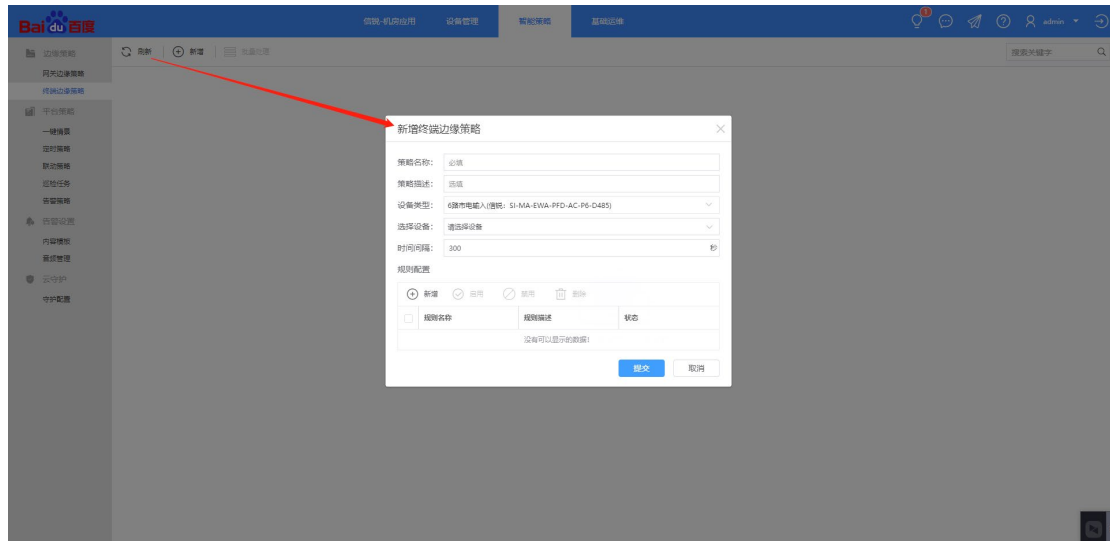 Bai du 百度
信锐-机房应用 设备管理 智能策略 基础运维
1 admin
边缘策略
刷新 新增 批量处理 搜索关键字
网关边缘策略
终端边缘策略
平台策略
一键情景
定时策略
联动策略
巡检任务
告警策略
告警设置
内容模板
音频管理
云守护
守护配置
新增终端边缘策略
策略名称: 必填
策略描述: 选填
设备类型: 6路市电输入(信锐: SI-MA-EWA-PFD-AC-P6-D485)
选择设备: 请选择设备
时间间隔: 300 秒
规则配置
新增 启用 禁用 删除
规则名称 规则描述 状态
没有可以显示的数据!
提交 取消